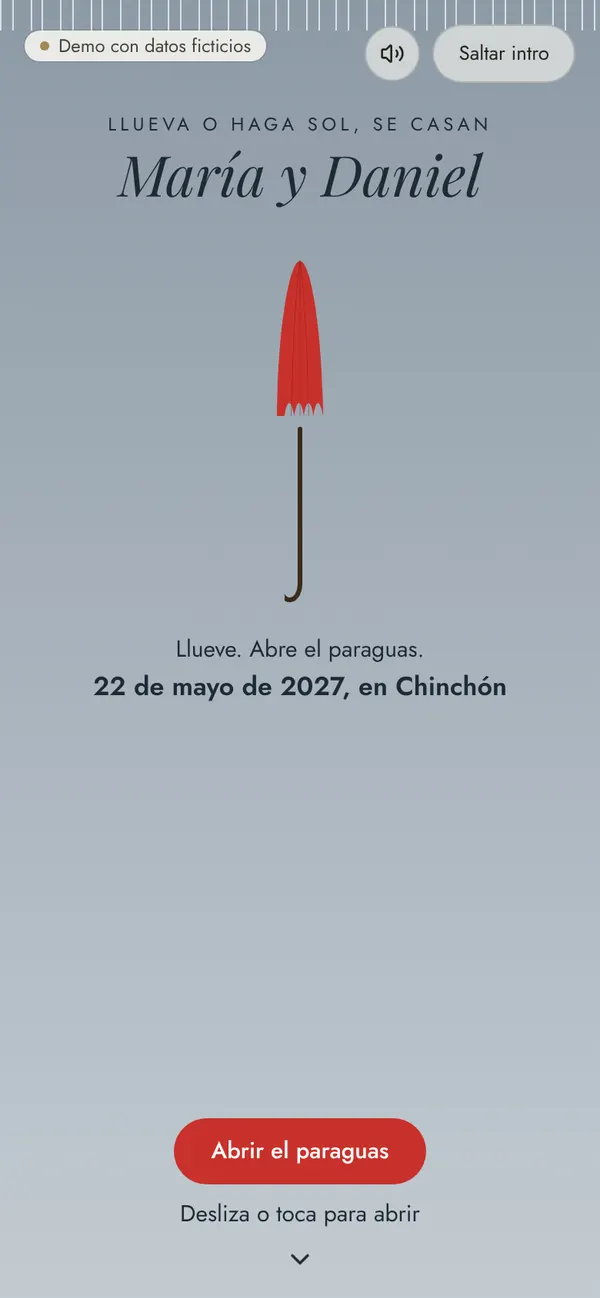 Demo con datos ficticios
Saltar intro
LLUEVA O HAGA SOL, SE CASAN
María y Daniel
Llueve. Abre el paraguas.
22 de mayo de 2027, en Chinchón
Abrir el paraguas
Desliza o toca para abrir